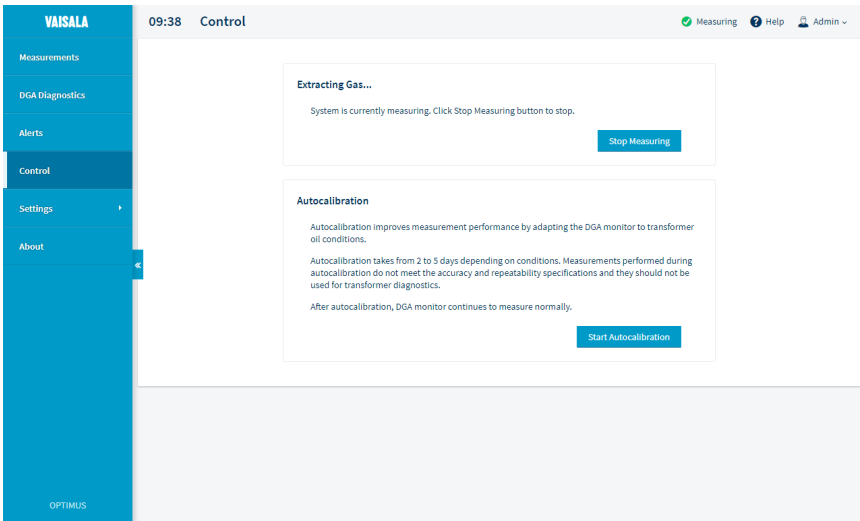 VAISALA
09:38 Control
Measuring
Help
Admin
Measurements
DGA Diagnostics
Alerts
Control
Settings
About
OPTIMUS
Extracting Gas...
System is currently measuring. Click Stop Measuring button to stop.
Stop Measuring
Autocalibration
Autocalibration improves measurement performance by adapting the DGA monitor to transformer
oil conditions.
Autocalibration takes from 2 to 5 days depending on conditions. Measurements performed during
autocalibration do not meet the accuracy and repeatability specifications and they should not be
used for transformer diagnostics.
After autocalibration, DGA monitor continues to measure normally.
Start Autocalibration